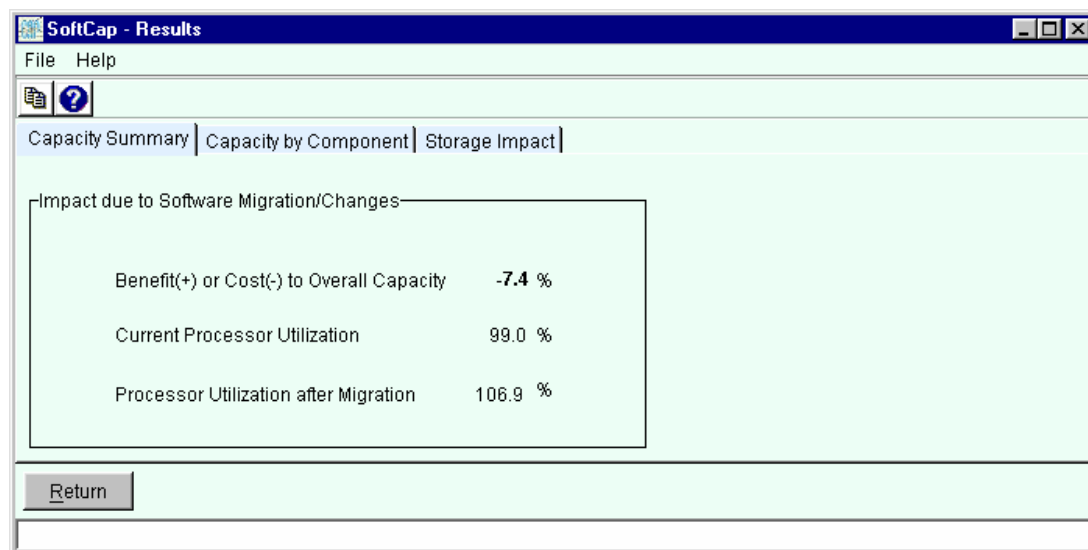 SoftCap - Results
File Help
Capacity Summary Capacity by Component Storage Impact
Impact due to Software Migration/Changes
Benefit(+) or Cost(-) to Overall Capacity -7.4 %
Current Processor Utilization 99.0 %
Processor Utilization after Migration 106.9 %
Return